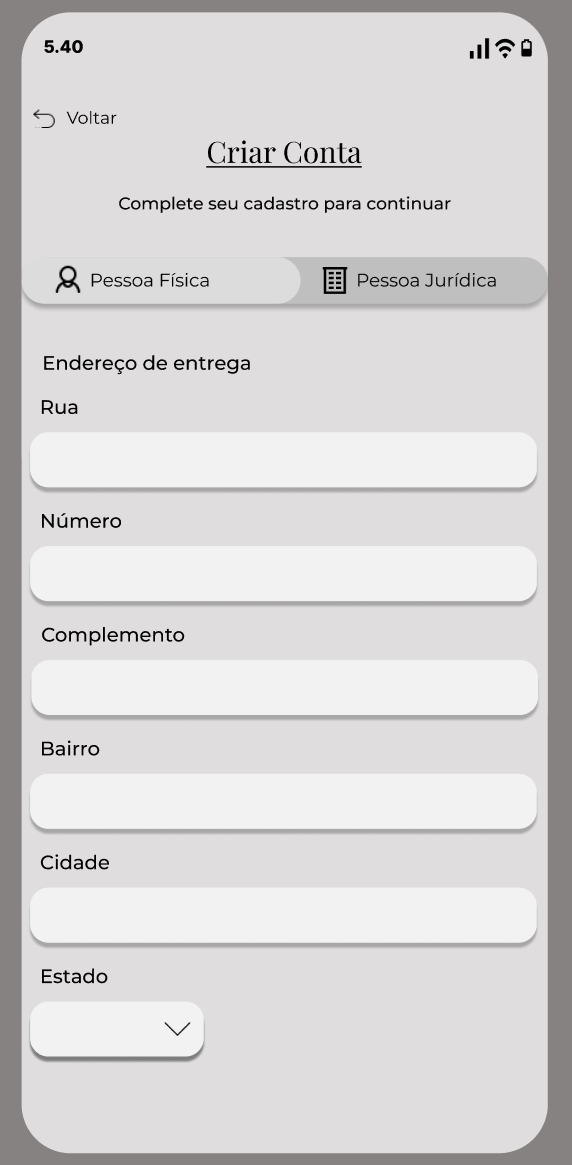 5.40
Voltar
Criar Conta
Complete seu cadastro para continuar
Pessoa Física Pessoa Jurídica
Endereço de entrega
Rua
Número
Complemento
Bairro
Cidade
Estado